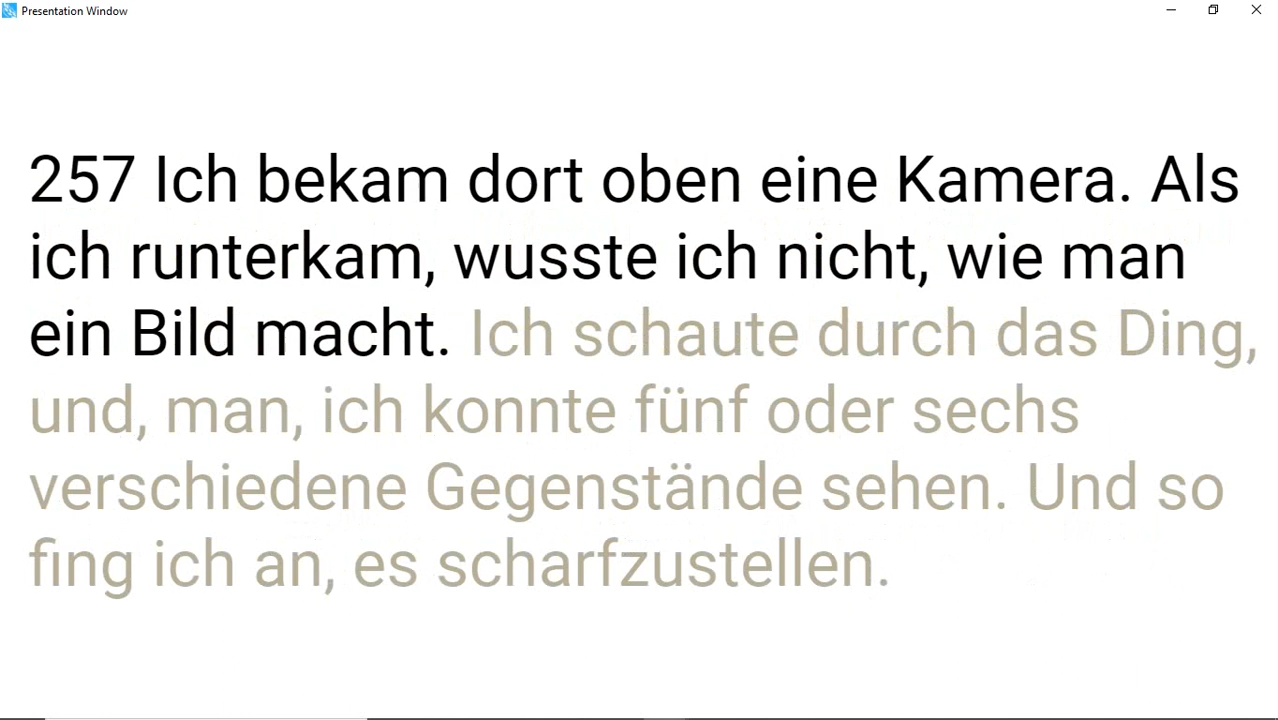 Presentation Window
257 Ich bekam dort oben eine Kamera. Als
ich runterkam, wusste ich nicht, wie man
ein Bild macht. Ich schaute durch das Ding,
und, man, ich konnte fünf oder sechs
verschiedene Gegenstände sehen. Und so
fing ich an, es scharfzustellen.